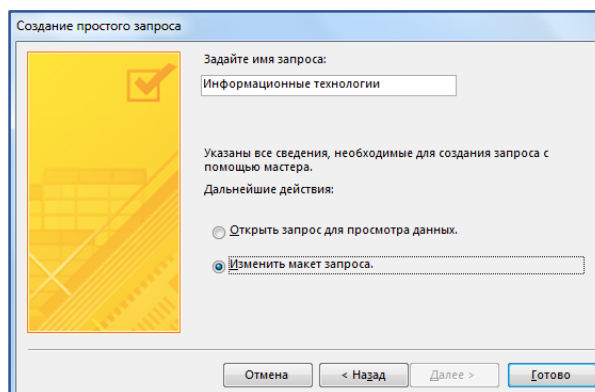 Создание простого запроса
Задайте имя запроса:
Информационные технологии
Указаны все сведения, необходимые для создания запроса с
помощью мастера.
Дальнейшие действия:
Открыть запрос для просмотра данных.
Изменить макет запроса.
Отмена
< Назад
Далее >
Готово